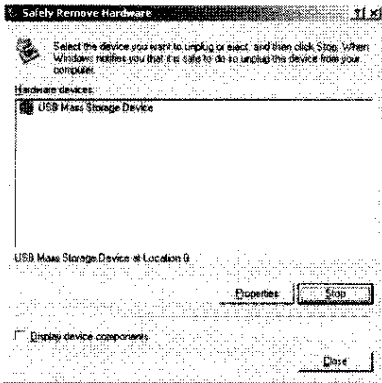 Safely Remove Hardware
Select the device you want to unplug or eject, and then click Stop. When
Windows notifies you that it is safe to do so unplug the device from your
computer.
Hardware devices:
USB Mass Storage Device
USB Mass Storage Device at Location 0
Properties Stop
Display device components
Close